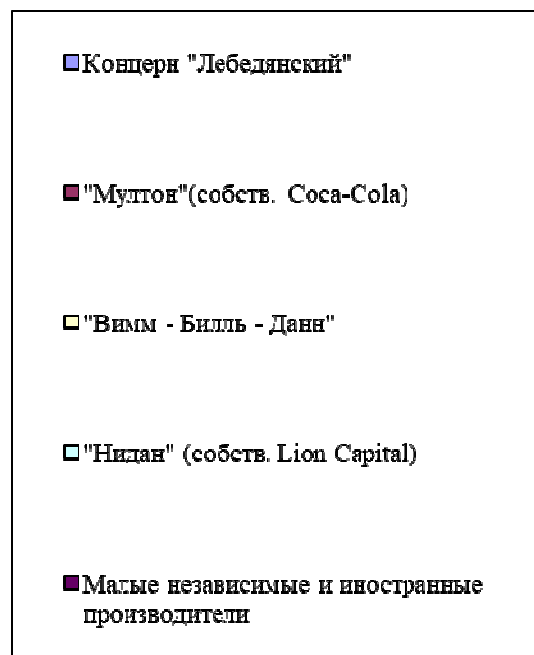 Концерн "Лебедянский"
"Мултон"(собств. Coca-Cola)
"Вимм - Билль - Данн"
"Нидан" (собств. Lion Capital)
Малые независимые и иностранные
производители